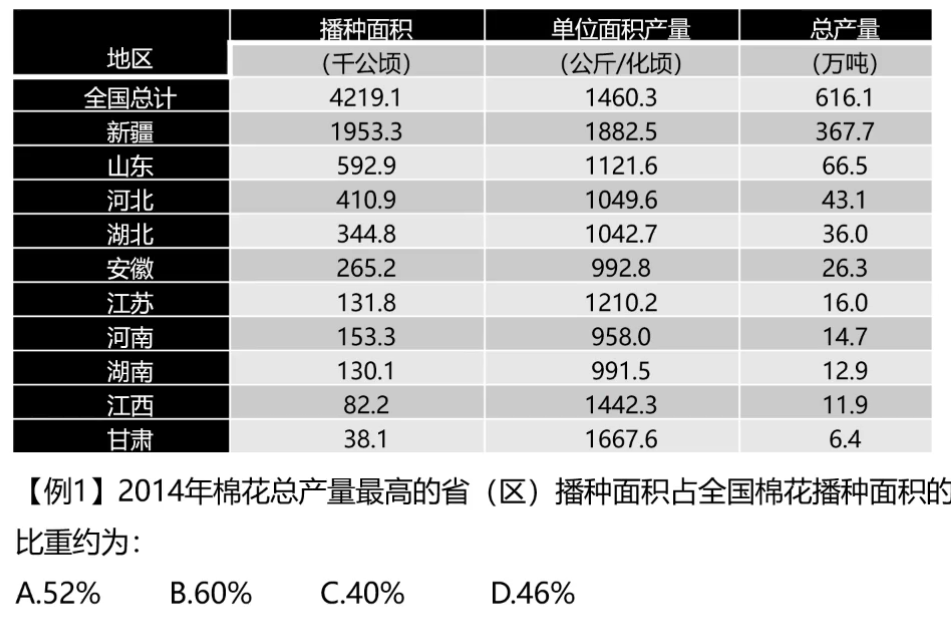 地区 播种面积 单位面积产量 总产量
(千公顷) (公斤/化顷) (万吨)
全国总计 4219.1 1460.3 616.1
新疆 1953.3 1882.5 367.7
山东 592.9 1121.6 66.5
河北 410.9 1049.6 43.1
湖北 344.8 1042.7 36.0
安徽 265.2 992.8 26.3
江苏 131.8 1210.2 16.0
河南 153.3 958.0 14.7
湖南 130.1 991.5 12.9
江西 82.2 1442.3 11.9
甘肃 38.1 1667.6 6.4
【例1】2014年棉花总产量最高的省（区）播种面积占全国棉花播种面积的
比重约为：
A.52% B.60% C.40% D.46%